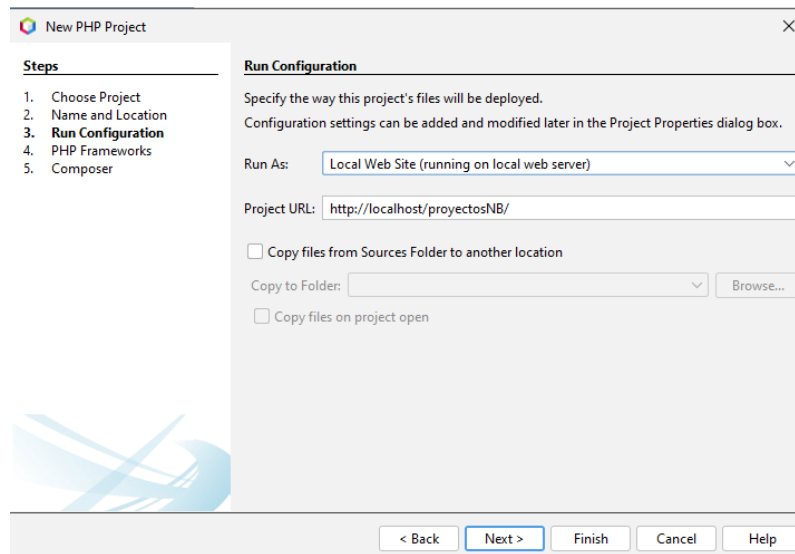 New PHP Project
Steps
1. Choose Project
2. Name and Location
3. Run Configuration
4. PHP Frameworks
5. Composer
Run Configuration
Specify the way this project's files will be deployed.
Configuration settings can be added and modified later in the Project Properties dialog box.
Run As: Local Web Site (running on local web server)
Project URL: http://localhost/proyectosNB/
Copy files from Sources Folder to another location
Copy to Folder: Browse...
Copy files on project open
< Back Next > Finish Cancel Help